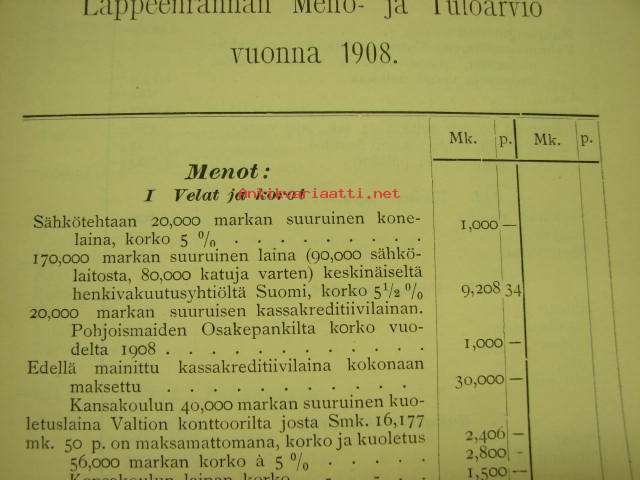 Lappeenrannan Meno- ja Tuloarvio
vuonna 1908.
Mk. p. Mk. p.
Menot:
I Velat ja korot
Antikvariaatti.net
Sähkötehtaan 20,000 markan suuruinen kone-
laina, korko 5 % . . . . . . . . 1,000 —
170,000 markan suuruinen laina (90,000 sähkö-
laitosta, 80,000 katuja varten) keskinäiseltä
henkivakuutusyhtiöltä Suomi, korko 5 1/2 % 9,208 34
20,000 markan suuruisen kassakreditiivilainan.
Pohjoismaiden Osakepankilta korko vuo-
delta 1908 . . . . . . . . . . . 1,000 —
Edellä mainittu kassakreditiivilaina kokonaan
maksettu . . . . . . . . . . . 30,000 —
Kansakoulun 40,000 markan suuruinen kuo-
letuslaina Valtion konttoorilta josta Smk. 16,177
mk. 50 p. on maksamattomana, korko ja kuoletus 2,406 —
56,000 markan korko à 5 % . . . . . 2,800 -
Kansakoulun lainan korko . . . . 1,500 —